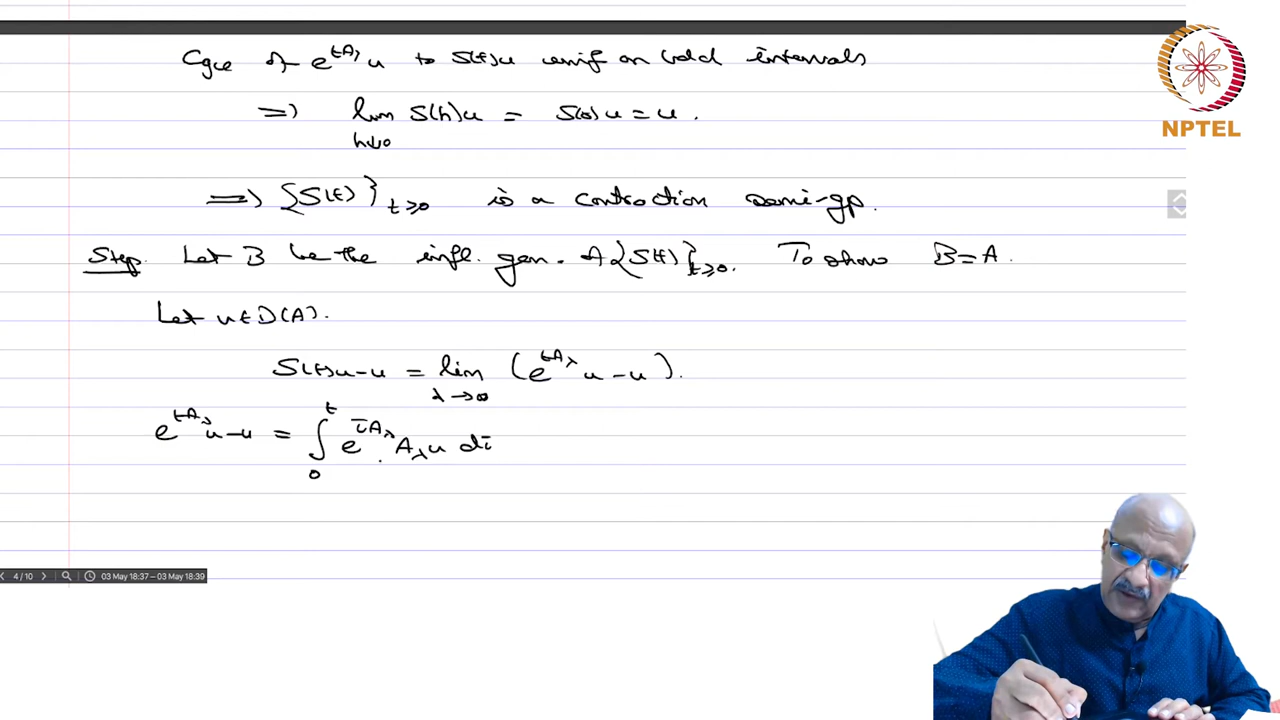 Cgce of e^{tA_λ} u to S(t)u unif on bdd intervals
⟹ lim_{h↓0} S(h)u = S(0)u = u.
⟹ {S(t)}_{t≥0} is a contraction semi-gp.
Step. Let B be the infl. gen. of {S(t)}_{t≥0}. To show B=A.
Let u∈D(A).
S(t)u-u = lim_{λ→∞} (e^{tA_λ} u-u).
e^{tA_λ} u-u = ∫_0^t e^{τA_λ} A_λ u dτ
NPTEL
4/10 03 May 18:37 – 03 May 18:39